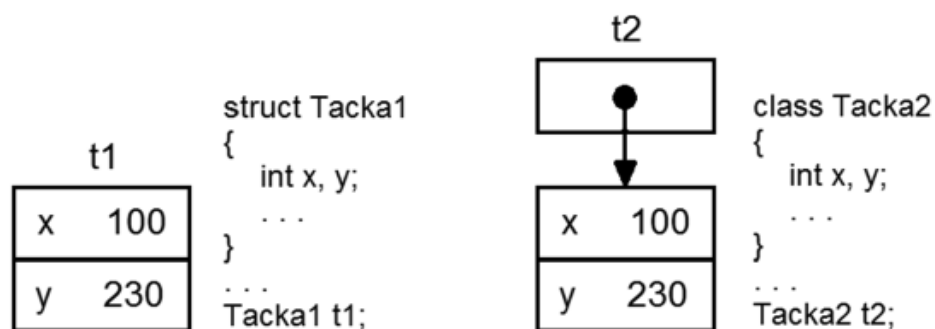 t1
x 100
y 230
struct Tacka1
{
int x, y;
. . .
}
. . .
Tacka1 t1;
t2
x 100
y 230
class Tacka2
{
int x, y;
. . .
}
. . .
Tacka2 t2;